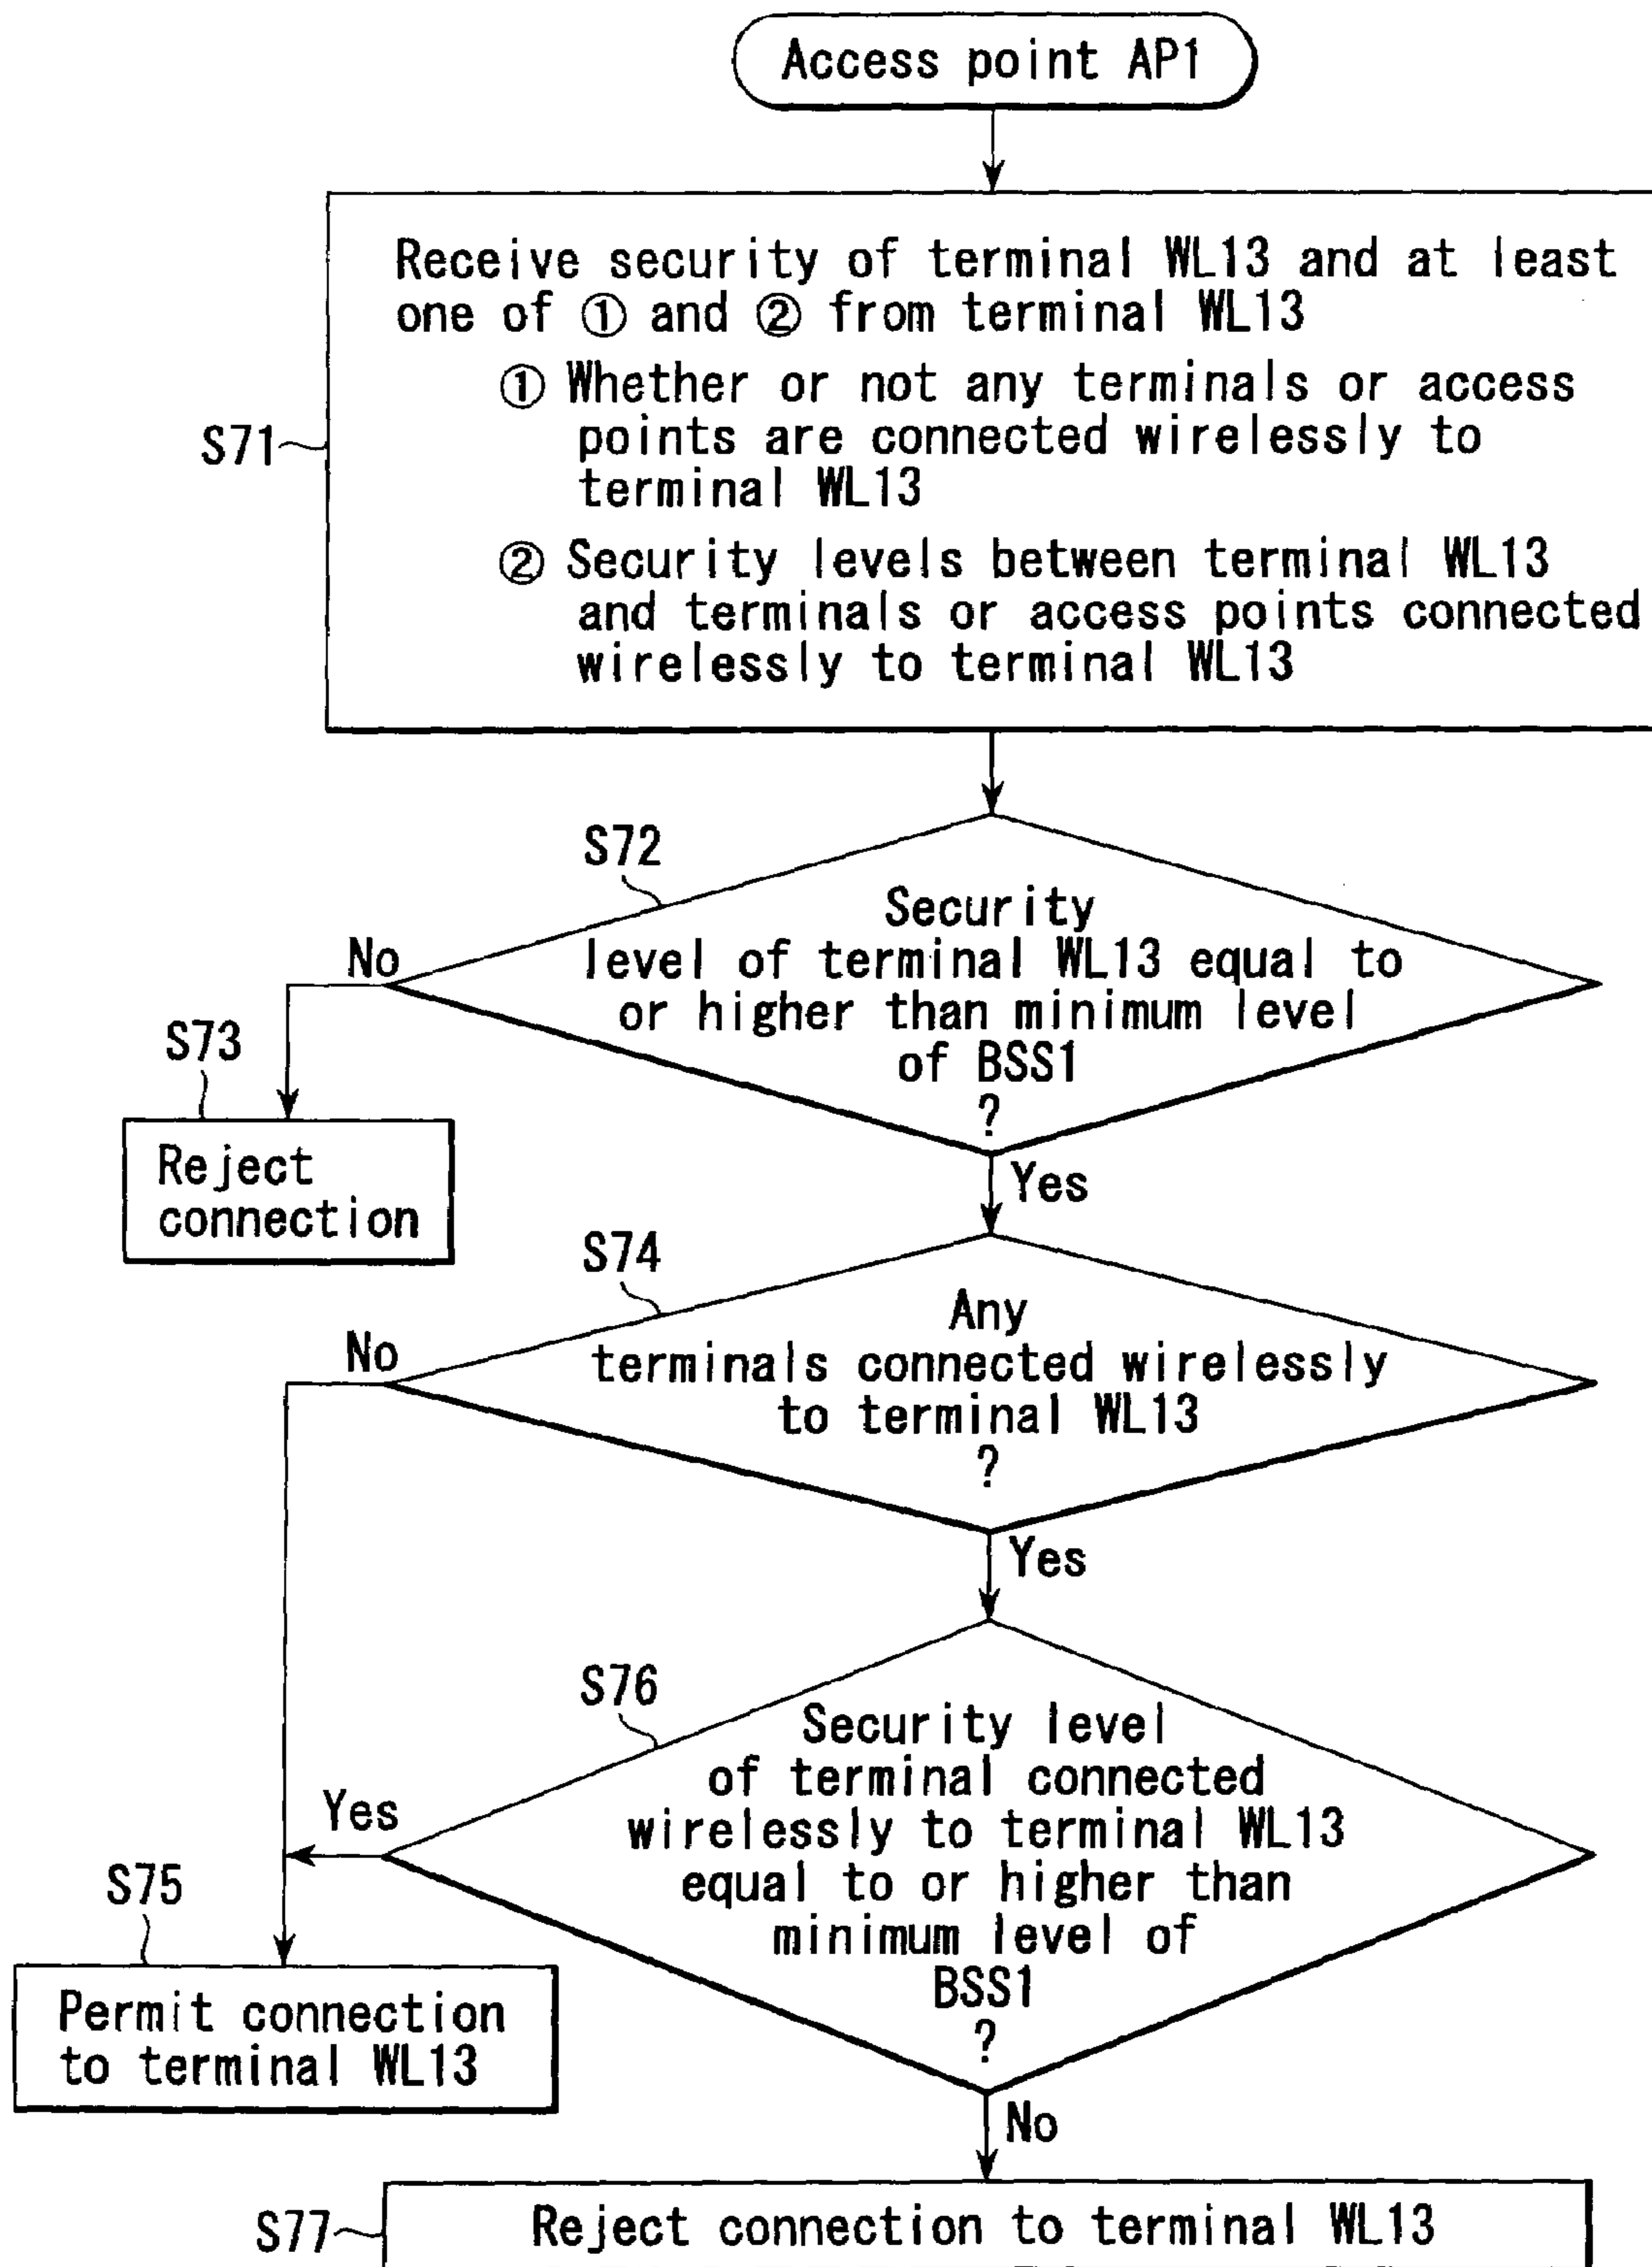 Access point AP1
Receive security of terminal WL13 and at least
one of ① and ② from terminal WL13
① Whether or not any terminals or access
points are connected wirelessly to
terminal WL13
② Security levels between terminal WL13
and terminals or access points connected
wirelessly to terminal WL13
S71
S72
Security
level of terminal WL13 equal to
or higher than minimum level
of BSS1
?
No
Yes
S73
Reject
connection
S74
Any
terminals connected wirelessly
to terminal WL13
?
No
Yes
S76
Security level
of terminal connected
wirelessly to terminal WL13
equal to or higher than
minimum level of
BSS1
?
Yes
No
S75
Permit connection
to terminal WL13
S77
Reject connection to terminal WL13